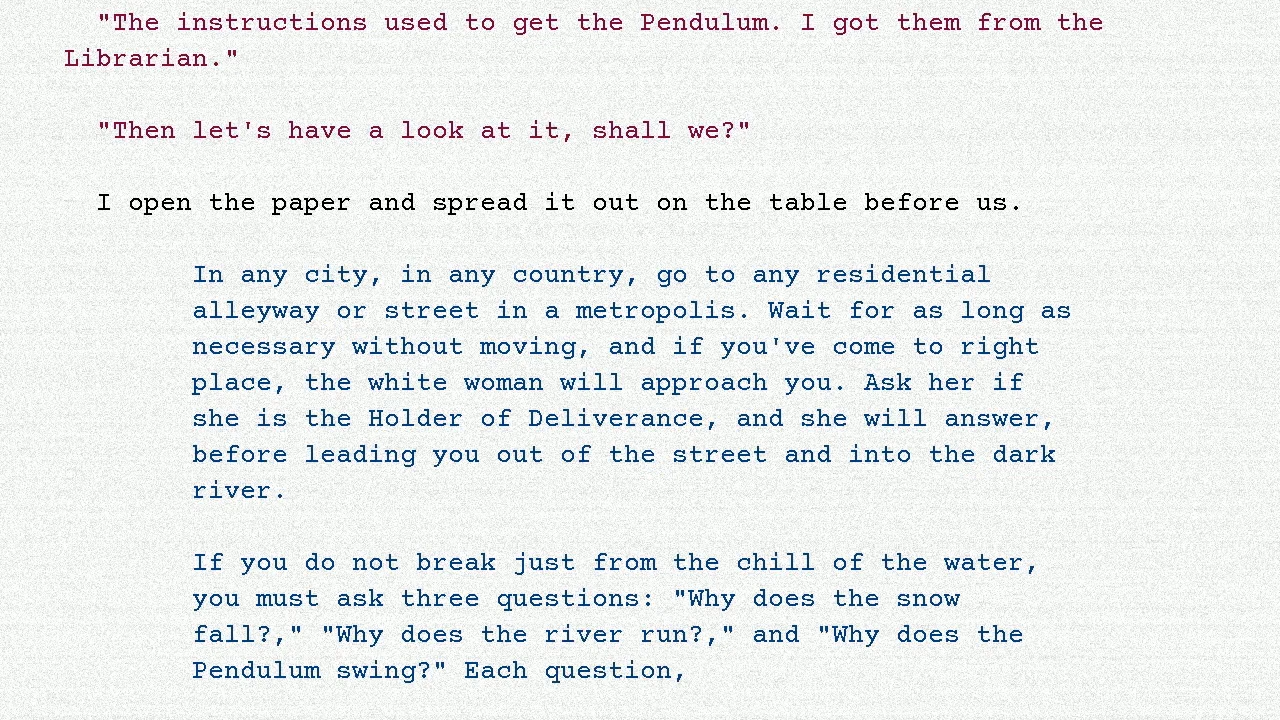 "The instructions used to get the Pendulum. I got them from the
Librarian."
"Then let's have a look at it, shall we?"
I open the paper and spread it out on the table before us.
In any city, in any country, go to any residential
alleyway or street in a metropolis. Wait for as long as
necessary without moving, and if you've come to right
place, the white woman will approach you. Ask her if
she is the Holder of Deliverance, and she will answer,
before leading you out of the street and into the dark
river.
If you do not break just from the chill of the water,
you must ask three questions: "Why does the snow
fall?," "Why does the river run?," and "Why does the
Pendulum swing?" Each question,